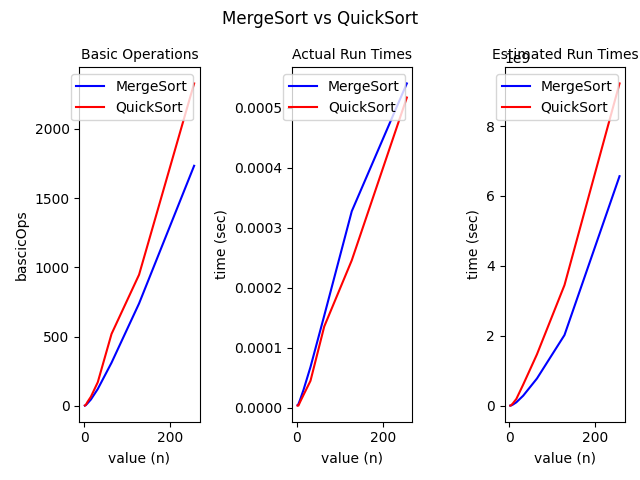 MergeSort vs QuickSort
Basic Operations
MergeSort
QuickSort
bascicOps
2000
1500
1000
500
0
0
200
value (n)
Actual Run Times
MergeSort
QuickSort
time (sec)
0.0005
0.0004
0.0003
0.0002
0.0001
0.0000
0
200
value (n)
Estimated Run Times
1e9
MergeSort
QuickSort
time (sec)
8
6
4
2
0
0
200
value (n)